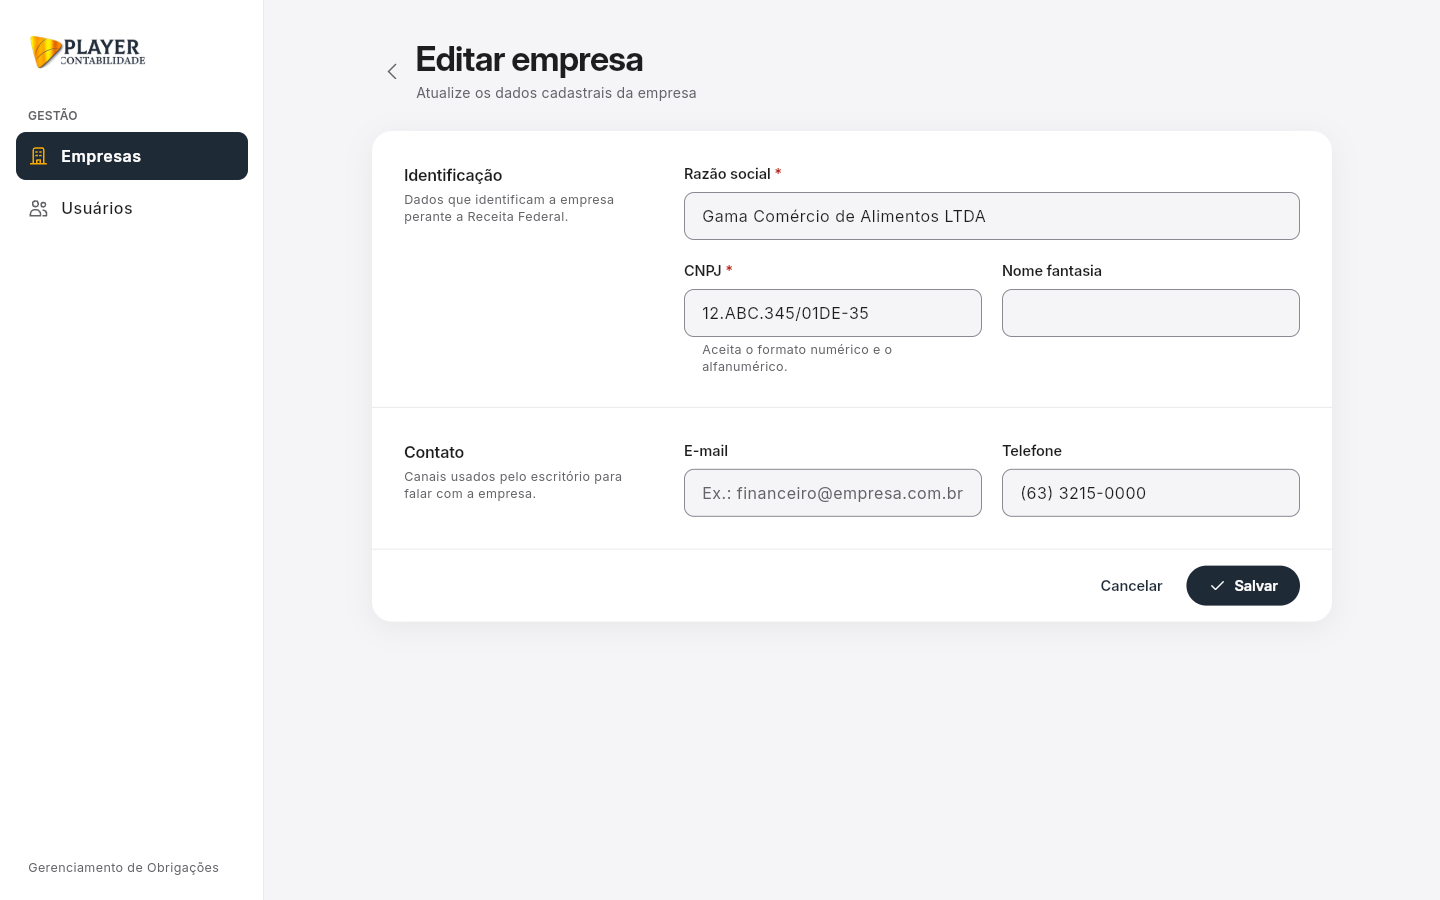 PLAYER
CONTABILIDADE
GESTÃO
Empresas
Usuários
Gerenciamento de Obrigações
Editar empresa
Atualize os dados cadastrais da empresa
Identificação
Dados que identificam a empresa
perante a Receita Federal.
Razão social *
Gama Comércio de Alimentos LTDA
CNPJ *
12.ABC.345/01DE-35
Aceita o formato numérico e o
alfanumérico.
Nome fantasia
Contato
Canais usados pelo escritório para
falar com a empresa.
E-mail
Ex.: financeiro@empresa.com.br
Telefone
(63) 3215-0000
Cancelar
Salvar